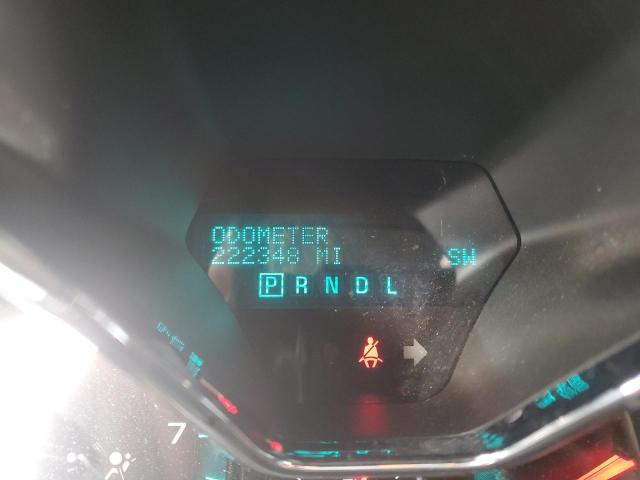 ODOMETER
222348 MI SW
P R N D L
7